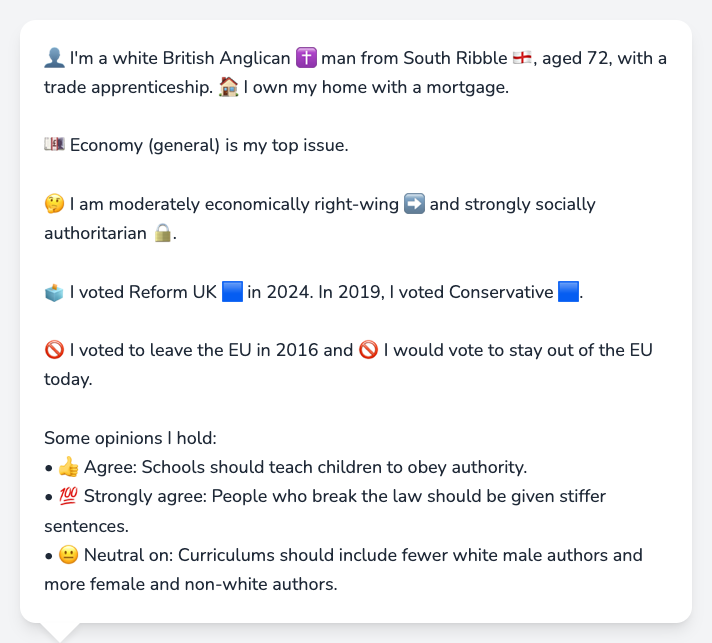 👤 I'm a white British Anglican ✝️ man from South Ribble 🏴󠁧󠁢󠁥󠁮󠁧󠁿, aged 72, with a
trade apprenticeship. 🏠 I own my home with a mortgage.
💷 Economy (general) is my top issue.
🤔 I am moderately economically right-wing ➡️ and strongly socially
authoritarian 🔒.
🗳️ I voted Reform UK 🟦 in 2024. In 2019, I voted Conservative 🟦.
🚫 I voted to leave the EU in 2016 and 🚫 I would vote to stay out of the EU
today.
Some opinions I hold:
• 👍 Agree: Schools should teach children to obey authority.
• 💯 Strongly agree: People who break the law should be given stiffer
sentences.
• 😐 Neutral on: Curriculums should include fewer white male authors and
more female and non-white authors.